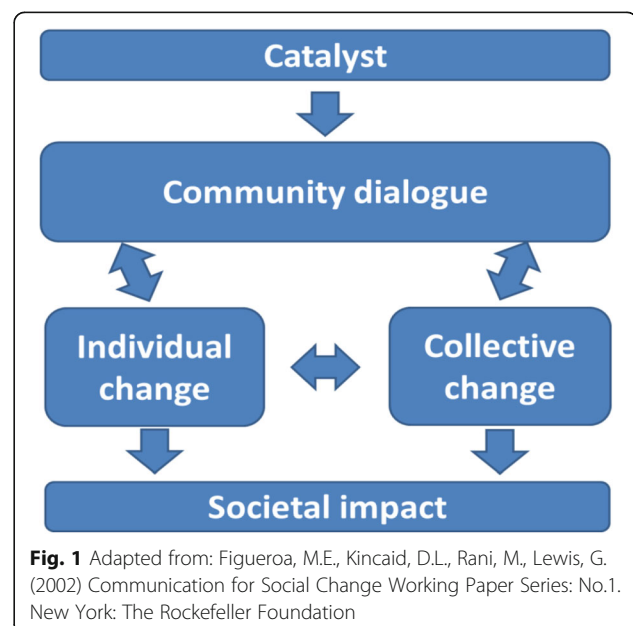 Catalyst
Community dialogue
Individual
change
Collective
change
Societal impact
Fig. 1 Adapted from: Figueroa, M.E., Kincaid, D.L., Rani, M., Lewis, G.
(2002) Communication for Social Change Working Paper Series: No.1.
New York: The Rockefeller Foundation